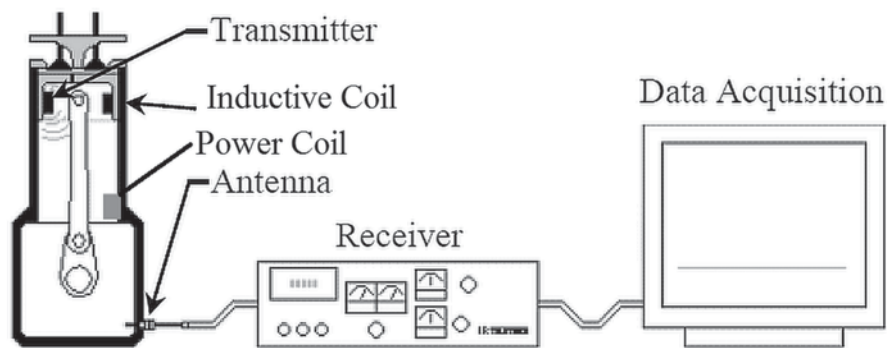 Transmitter
Inductive Coil
Data Acquisition
Power Coil
Antenna
Receiver